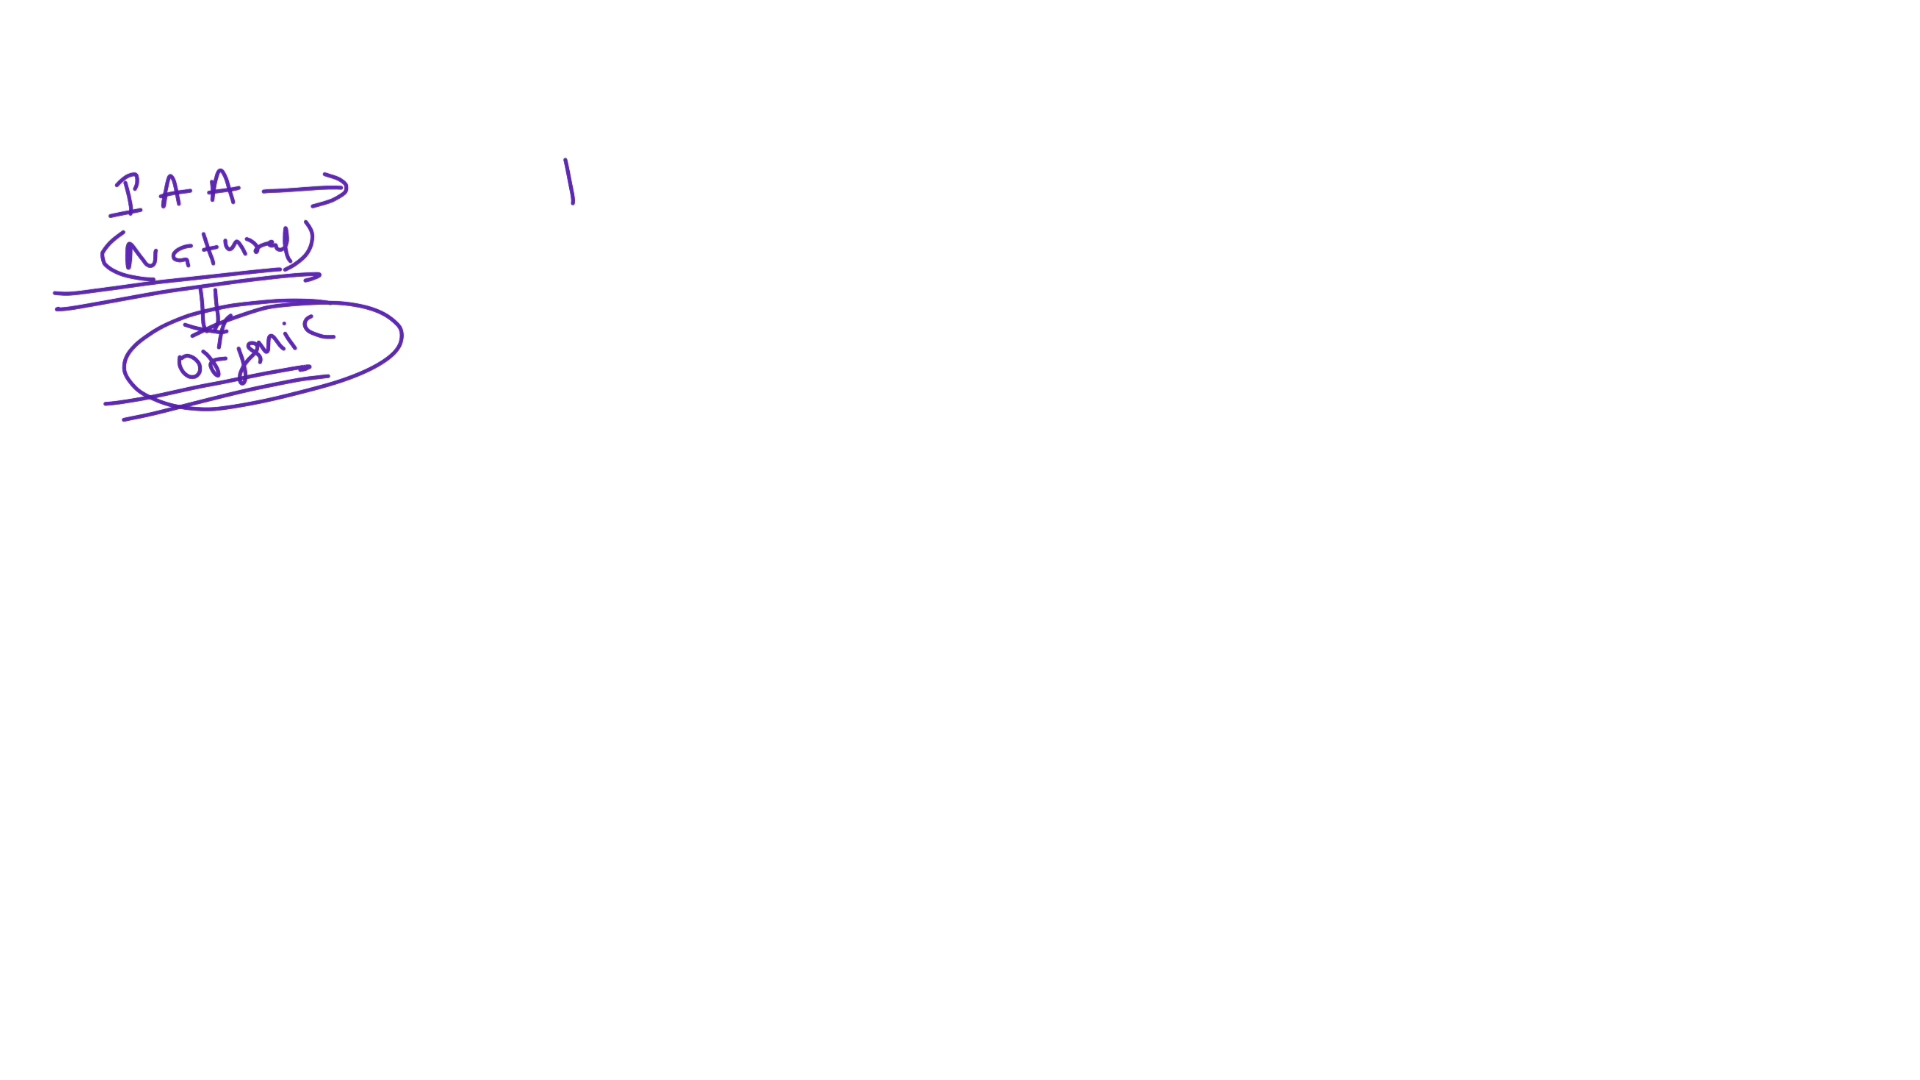 IAA →
(Natural)
organic